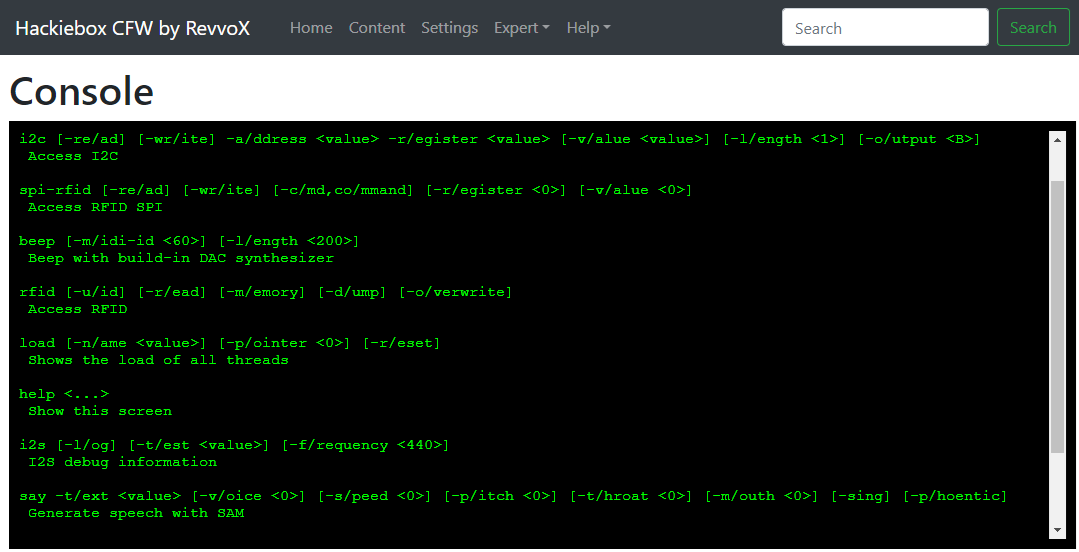 Hackiebox CFW by RevvoX Home Content Settings Expert Help Search Search
Console
i2c [-re/ad] [-wr/ite] -a/ddress <value> -r/egister <value> [-v/alue <value>] [-l/ength <1>] [-o/utput <B>]
Access I2C
spi-rfid [-re/ad] [-wr/ite] [-c/md,co/mmand] [-r/egister <0>] [-v/alue <0>]
Access RFID SPI
beep [-m/idi-id <60>] [-l/ength <200>]
Beep with build-in DAC synthesizer
rfid [-u/id] [-r/ead] [-m/emory] [-d/ump] [-o/verwrite]
Access RFID
load [-n/ame <value>] [-p/ointer <0>] [-r/eset]
Shows the load of all threads
help <...>
Show this screen
i2s [-l/og] [-t/est <value>] [-f/requency <440>]
I2S debug information
say -t/ext <value> [-v/oice <0>] [-s/peed <0>] [-p/itch <0>] [-t/hroat <0>] [-m/outh <0>] [-sing] [-p/hoentic]
Generate speech with SAM